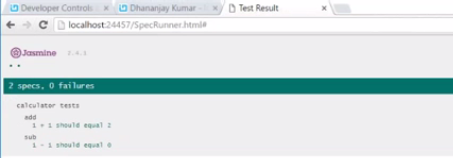 Developer Control
Dhananjay Kumar -
Test Result
localhost:24457/SpecRunner.html#
Jasmine 2.4.1
2 specs, 0 failures
calculator tests
add
1 + 1 should equal 2
sub
1 - 1 should equal 0